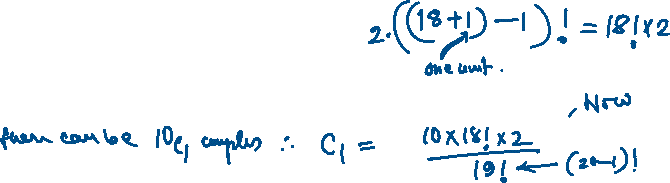 2.((18+1)-1)! = 18!×2
one unit.
, Now
there can be 10C₁ couples ∴ C₁ = 10×18!×2 / 19! ← (20-1)!